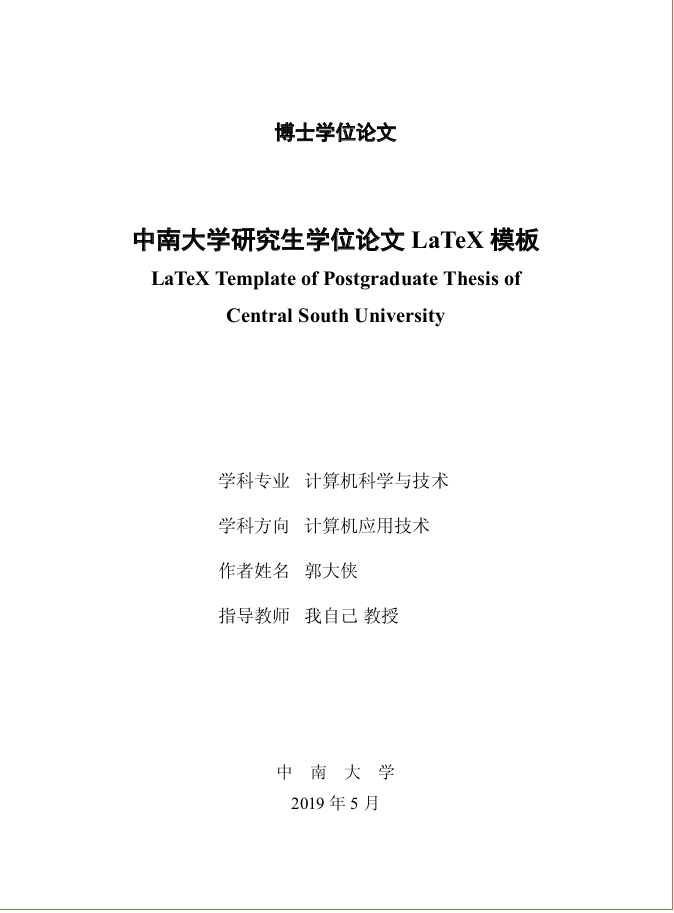 博士学位论文
中南大学研究生学位论文 LaTeX 模板
LaTeX Template of Postgraduate Thesis of
Central South University
学科专业 计算机科学与技术
学科方向 计算机应用技术
作者姓名 郭大侠
指导教师 我自己 教授
中 南 大 学
2019 年 5 月